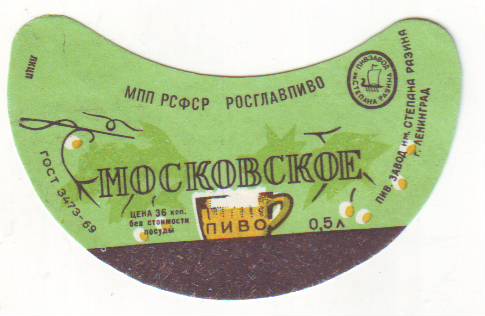 ЛКЦП
МПП РСФСР РОСГЛАВПИВО
ПИВЗАВОД
им. СТЕПАНА РАЗИНА
ПИВ. ЗАВОД им. СТЕПАНА РАЗИНА
г. ЛЕНИНГРАД
ГОСТ 3473-69
МОСКОВСКОЕ
ЦЕНА 36 коп.
без стоимости
посуды
ПИВО
0,5 л